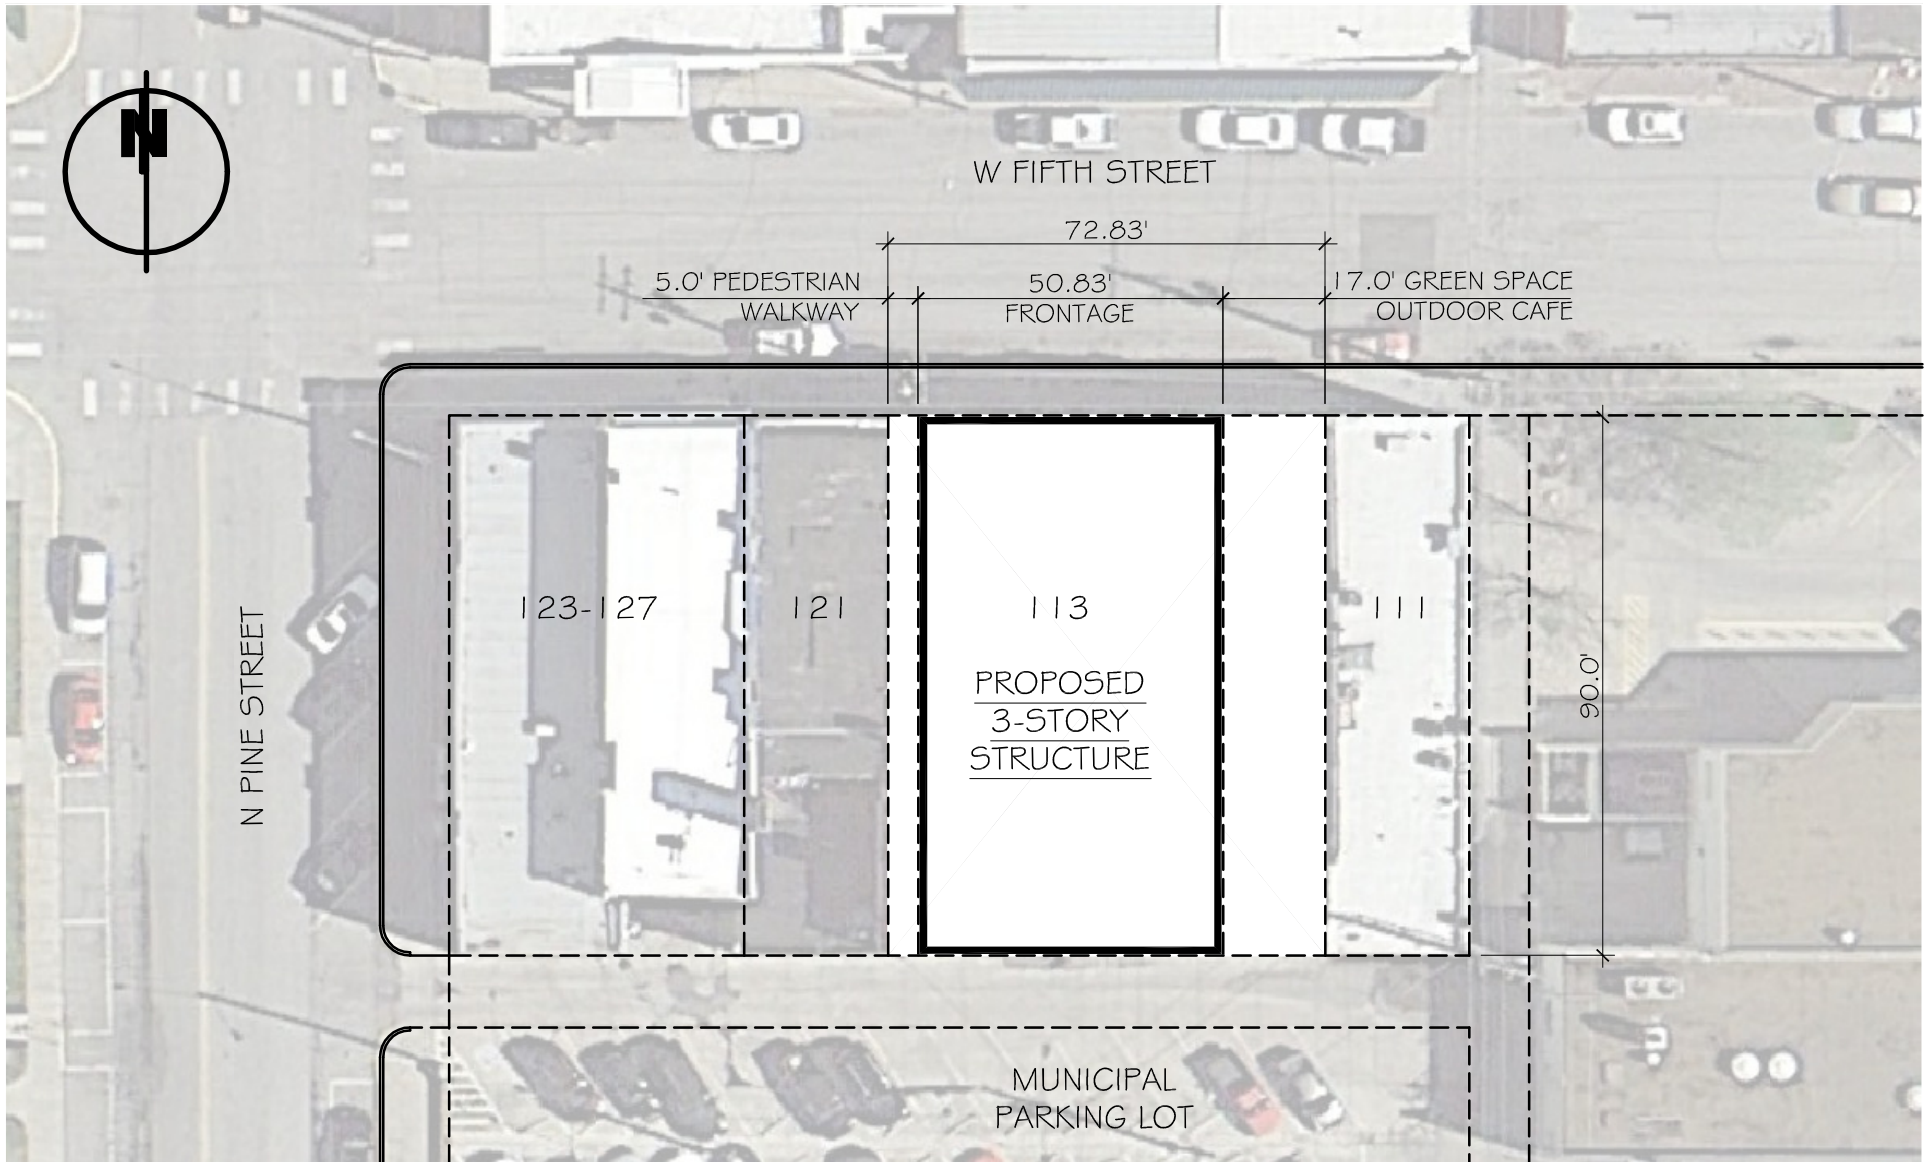 N
W FIFTH STREET
72.83'
5.0' PEDESTRIAN
WALKWAY
50.83'
FRONTAGE
17.0' GREEN SPACE
OUTDOOR CAFE
123-127
121
113
111
PROPOSED
3-STORY
STRUCTURE
90.0'
N PINE STREET
MUNICIPAL
PARKING LOT